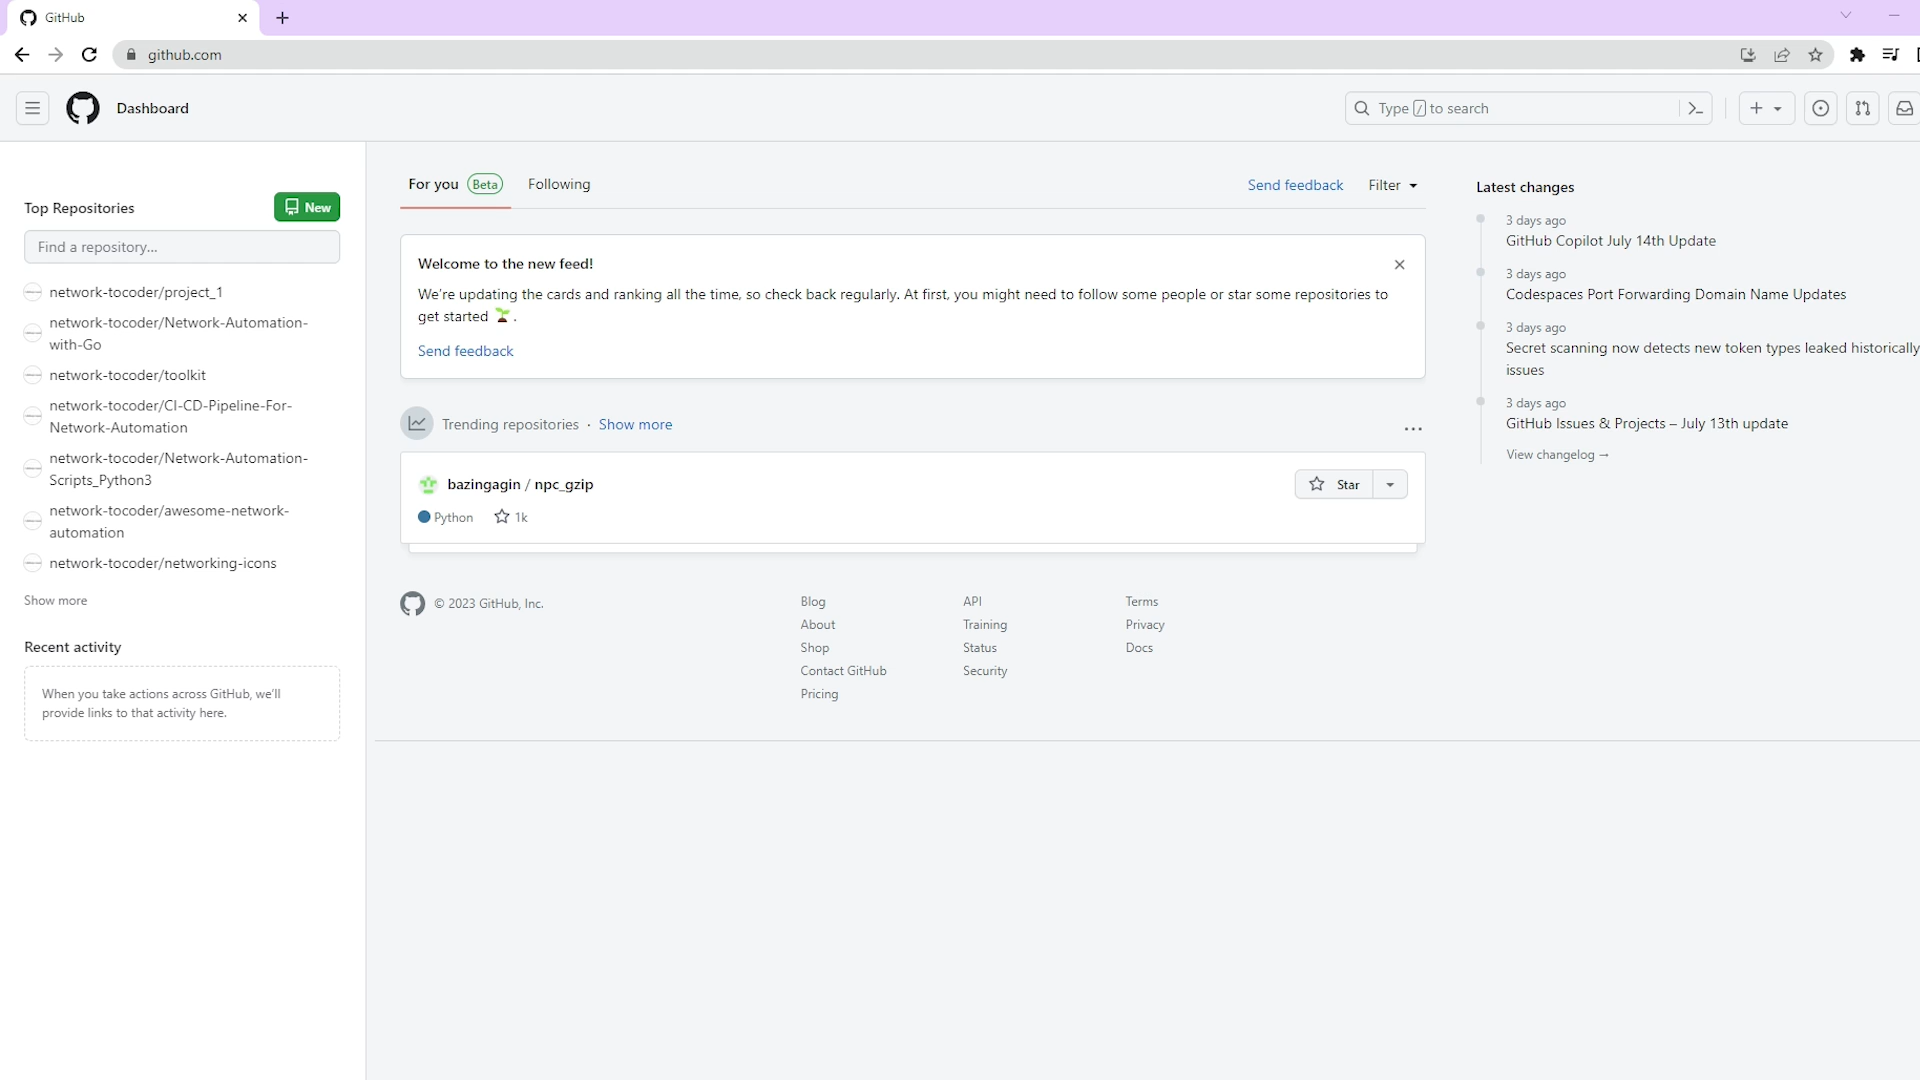 GitHub
github.com
Dashboard
Type / to search
Top Repositories
New
Find a repository...
network-tocoder/project_1
network-tocoder/Network-Automation-
with-Go
network-tocoder/toolkit
network-tocoder/CI-CD-Pipeline-For-
Network-Automation
network-tocoder/Network-Automation-
Scripts_Python3
network-tocoder/awesome-network-
automation
network-tocoder/networking-icons
Show more
Recent activity
When you take actions across GitHub, we'll
provide links to that activity here.
For you Beta Following
Send feedback Filter
Welcome to the new feed!
We're updating the cards and ranking all the time, so check back regularly. At first, you might need to follow some people or star some repositories to
get started 🌱.
Send feedback
Trending repositories · Show more
bazingagin / npc_gzip
Star
Python 1k
© 2023 GitHub, Inc.
Blog
About
Shop
Contact GitHub
Pricing
API
Training
Status
Security
Terms
Privacy
Docs
Latest changes
3 days ago
GitHub Copilot July 14th Update
3 days ago
Codespaces Port Forwarding Domain Name Updates
3 days ago
Secret scanning now detects new token types leaked historically
issues
3 days ago
GitHub Issues & Projects – July 13th update
View changelog →